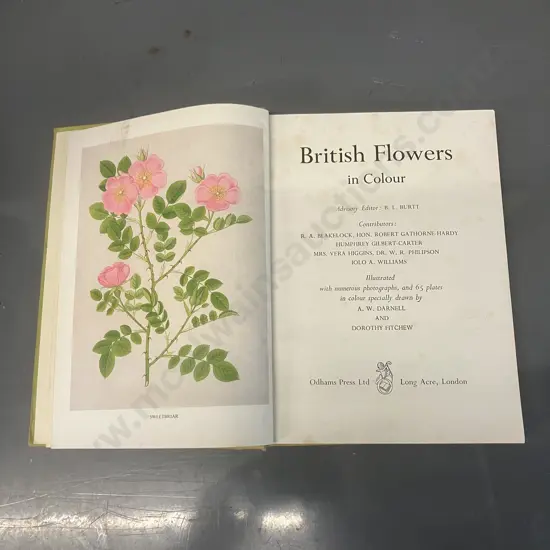 SWEETBRIAR
British Flowers
in Colour
Advisory Editor · B. L. BURTT
Contributors:
R. A. BLAKELOCK, HON. ROBERT GATHORNE-HARDY
HUMPHREY GILBERT-CARTER
MRS. VERA HIGGINS, DR. W. R. PHILIPSON
IOLO A. WILLIAMS
Illustrated
with numerous photographs, and 65 plates
in colour specially drawn by
A. W. DARNELL
AND
DOROTHY FITCHEW
Odhams Press Ltd Long Acre, London